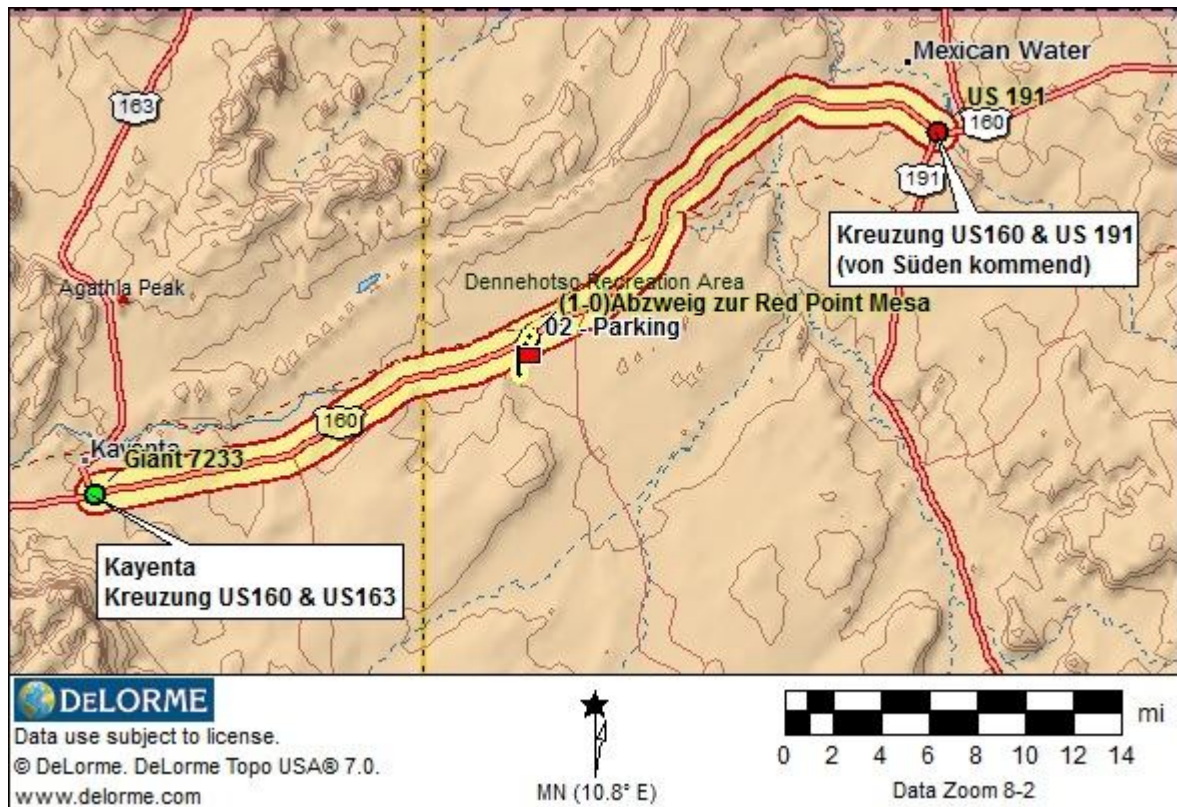 163
Mexican Water
US 191
160
191
Kreuzung US160 & US 191
(von Süden kommend)
Dennehotso Recreation Area
Agathla Peak
(1-0)Abzweig zur Red Point Mesa
02 - Parking
160
Kayenta
Giant 7233
Kayenta
Kreuzung US160 & US163
DELORME
Data use subject to license.
© DeLorme. DeLorme Topo USA® 7.0.
www.delorme.com
MN (10.8° E)
mi
0 2 4 6 8 10 12 14
Data Zoom 8-2